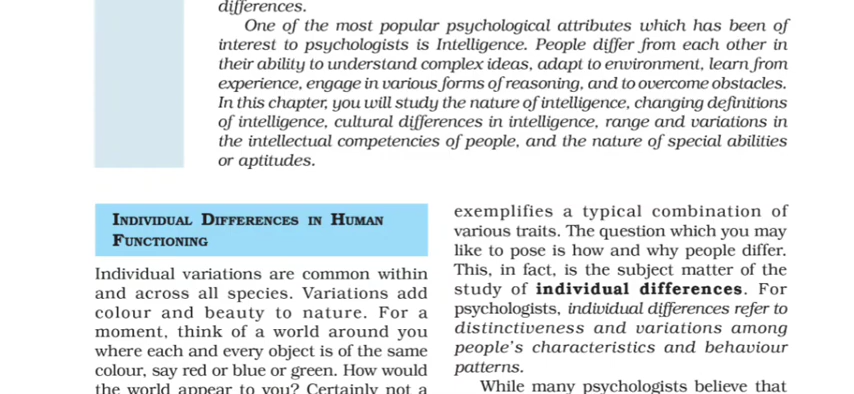 differences.
One of the most popular psychological attributes which has been of
interest to psychologists is Intelligence. People differ from each other in
their ability to understand complex ideas, adapt to environment, learn from
experience, engage in various forms of reasoning, and to overcome obstacles.
In this chapter, you will study the nature of intelligence, changing definitions
of intelligence, cultural differences in intelligence, range and variations in
the intellectual competencies of people, and the nature of special abilities
or aptitudes.
INDIVIDUAL DIFFERENCES IN HUMAN
FUNCTIONING
Individual variations are common within
and across all species. Variations add
colour and beauty to nature. For a
moment, think of a world around you
where each and every object is of the same
colour, say red or blue or green. How would
the world appear to you? Certainly not a
exemplifies a typical combination of
various traits. The question which you may
like to pose is how and why people differ.
This, in fact, is the subject matter of the
study of individual differences. For
psychologists, individual differences refer to
distinctiveness and variations among
people's characteristics and behaviour
patterns.
While many psychologists believe that